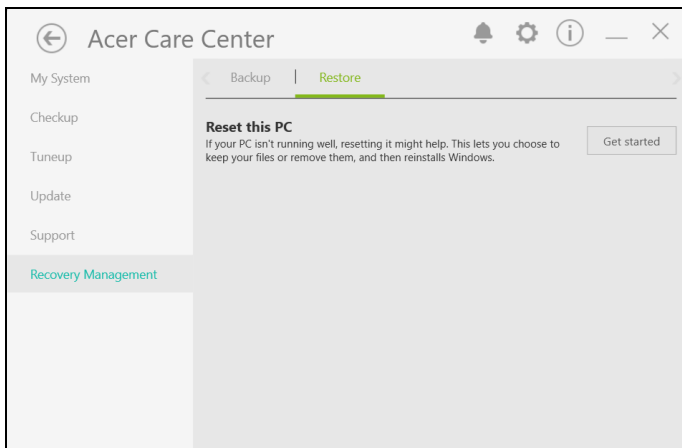 Acer Care Center
My System
Backup | Restore
Checkup
Reset this PC
If your PC isn't running well, resetting it might help. This lets you choose to
keep your files or remove them, and then reinstalls Windows.
Get started
Tuneup
Update
Support
Recovery Management